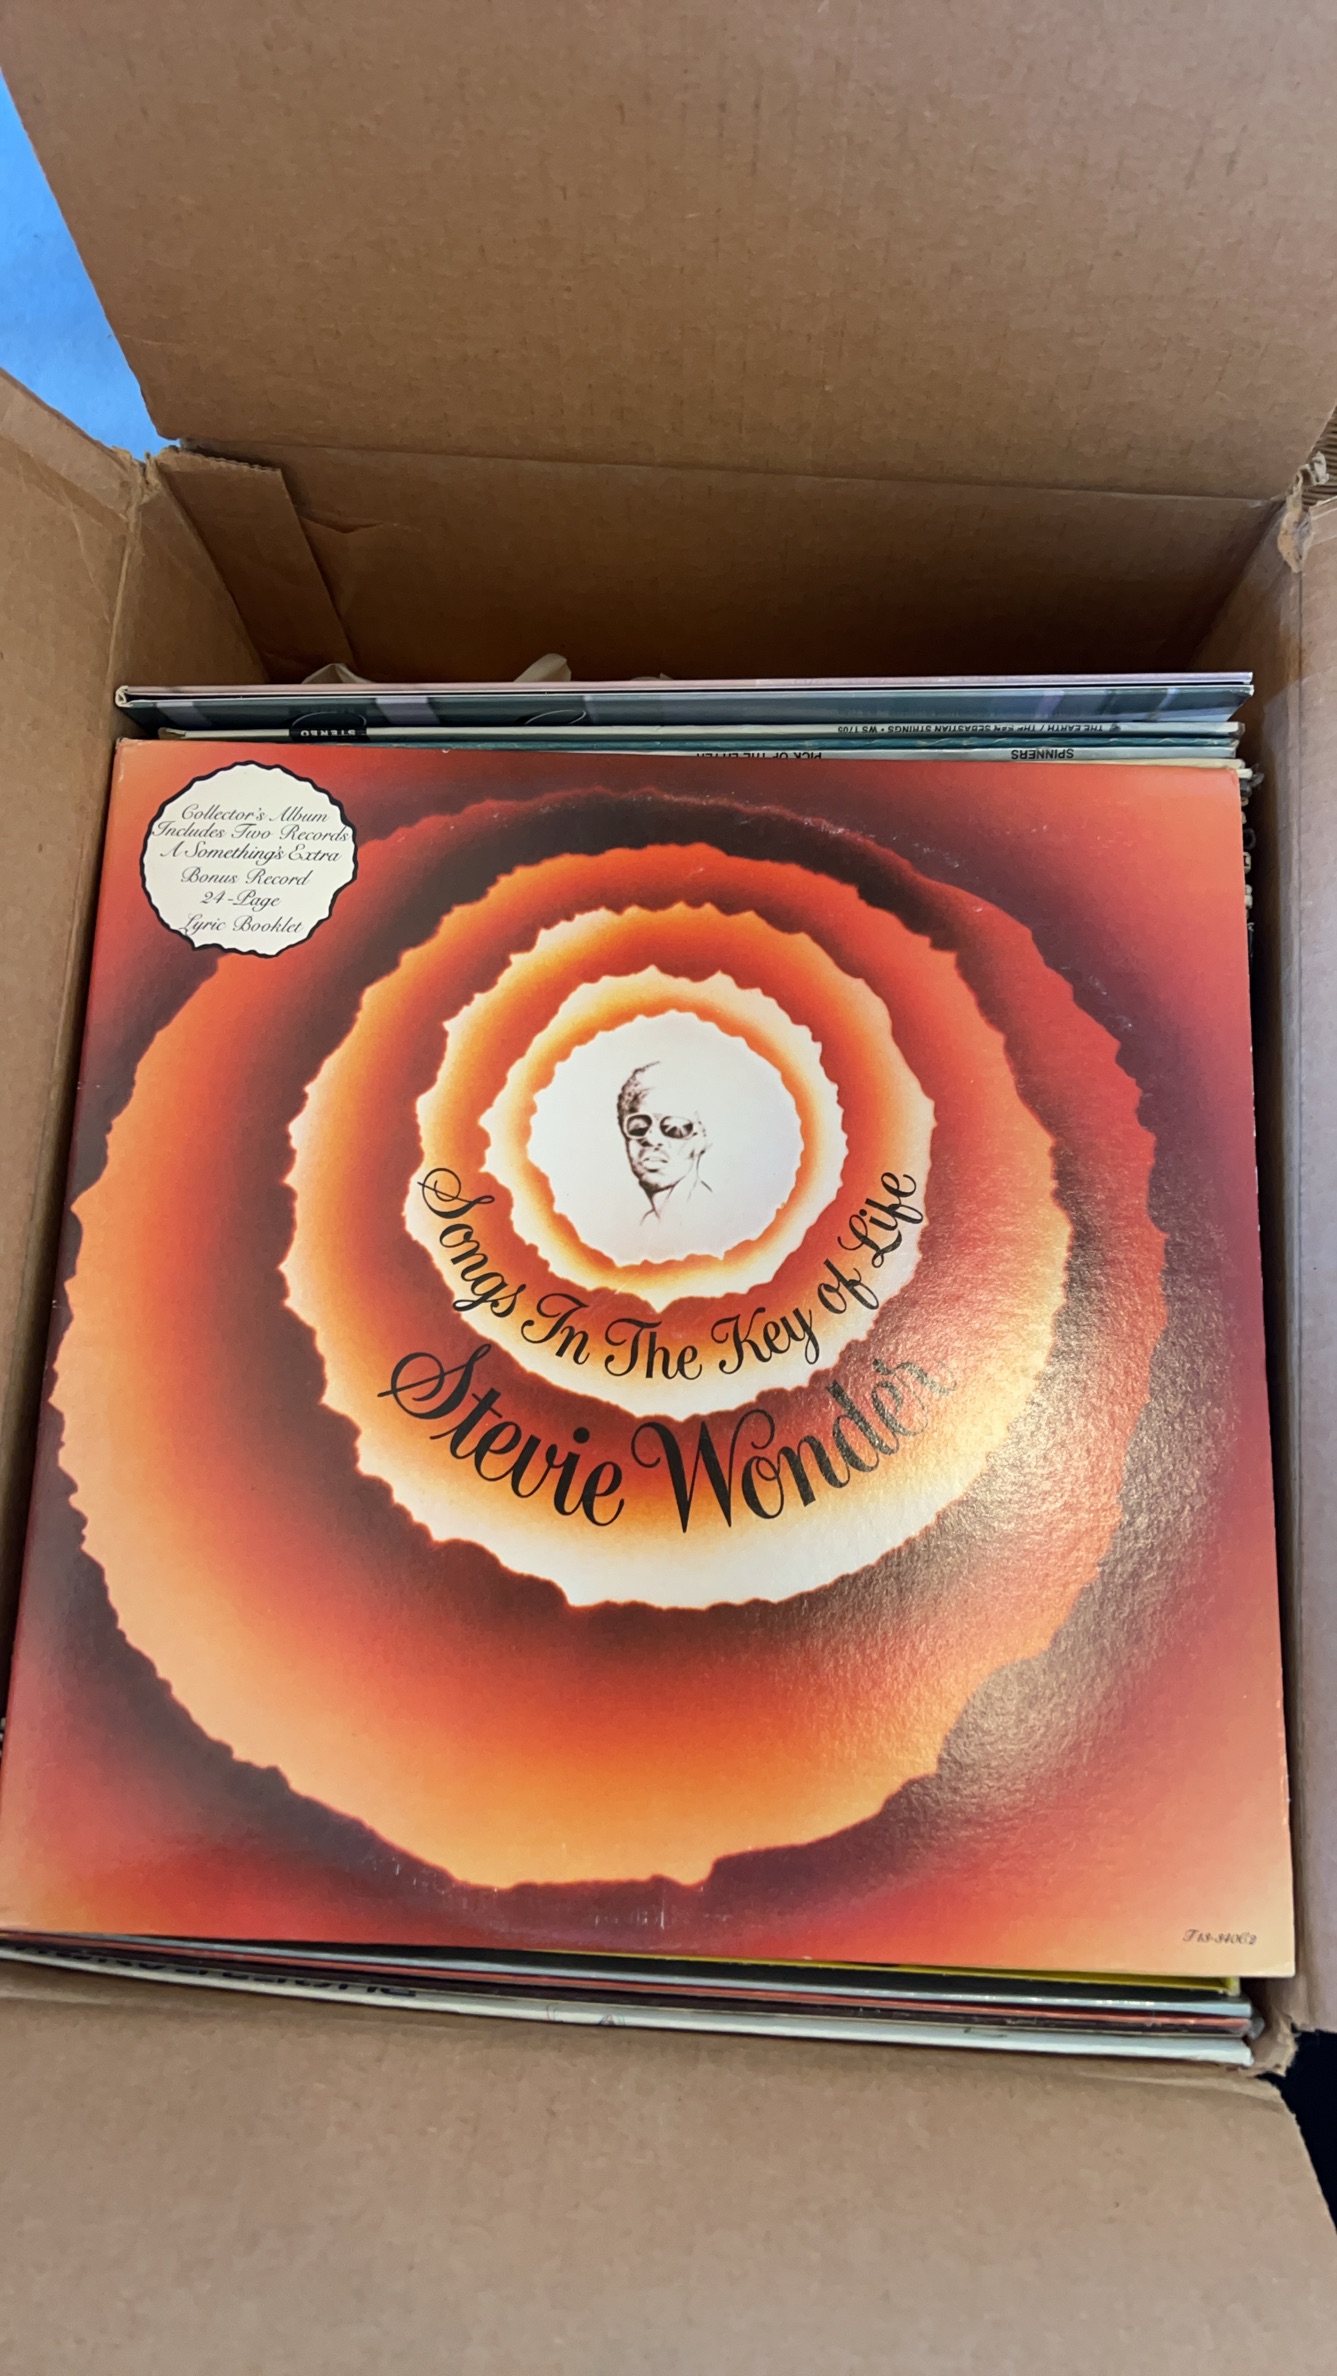 STEREO
THE EARTH / THE SAN SEBASTIAN STRINGS • WS 1705
PICK OF THE LITTER
SPINNERS
Collector's Album
Includes Two Records
A Something's Extra
Bonus Record
24-Page
Lyric Booklet
Songs In The Key of Life
Stevie Wonder
T13-340C2